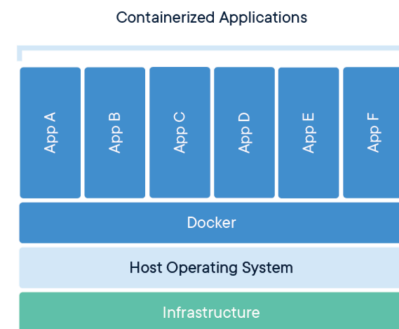 Containerized Applications
App A
App B
App C
App D
App E
App F
Docker
Host Operating System
Infrastructure